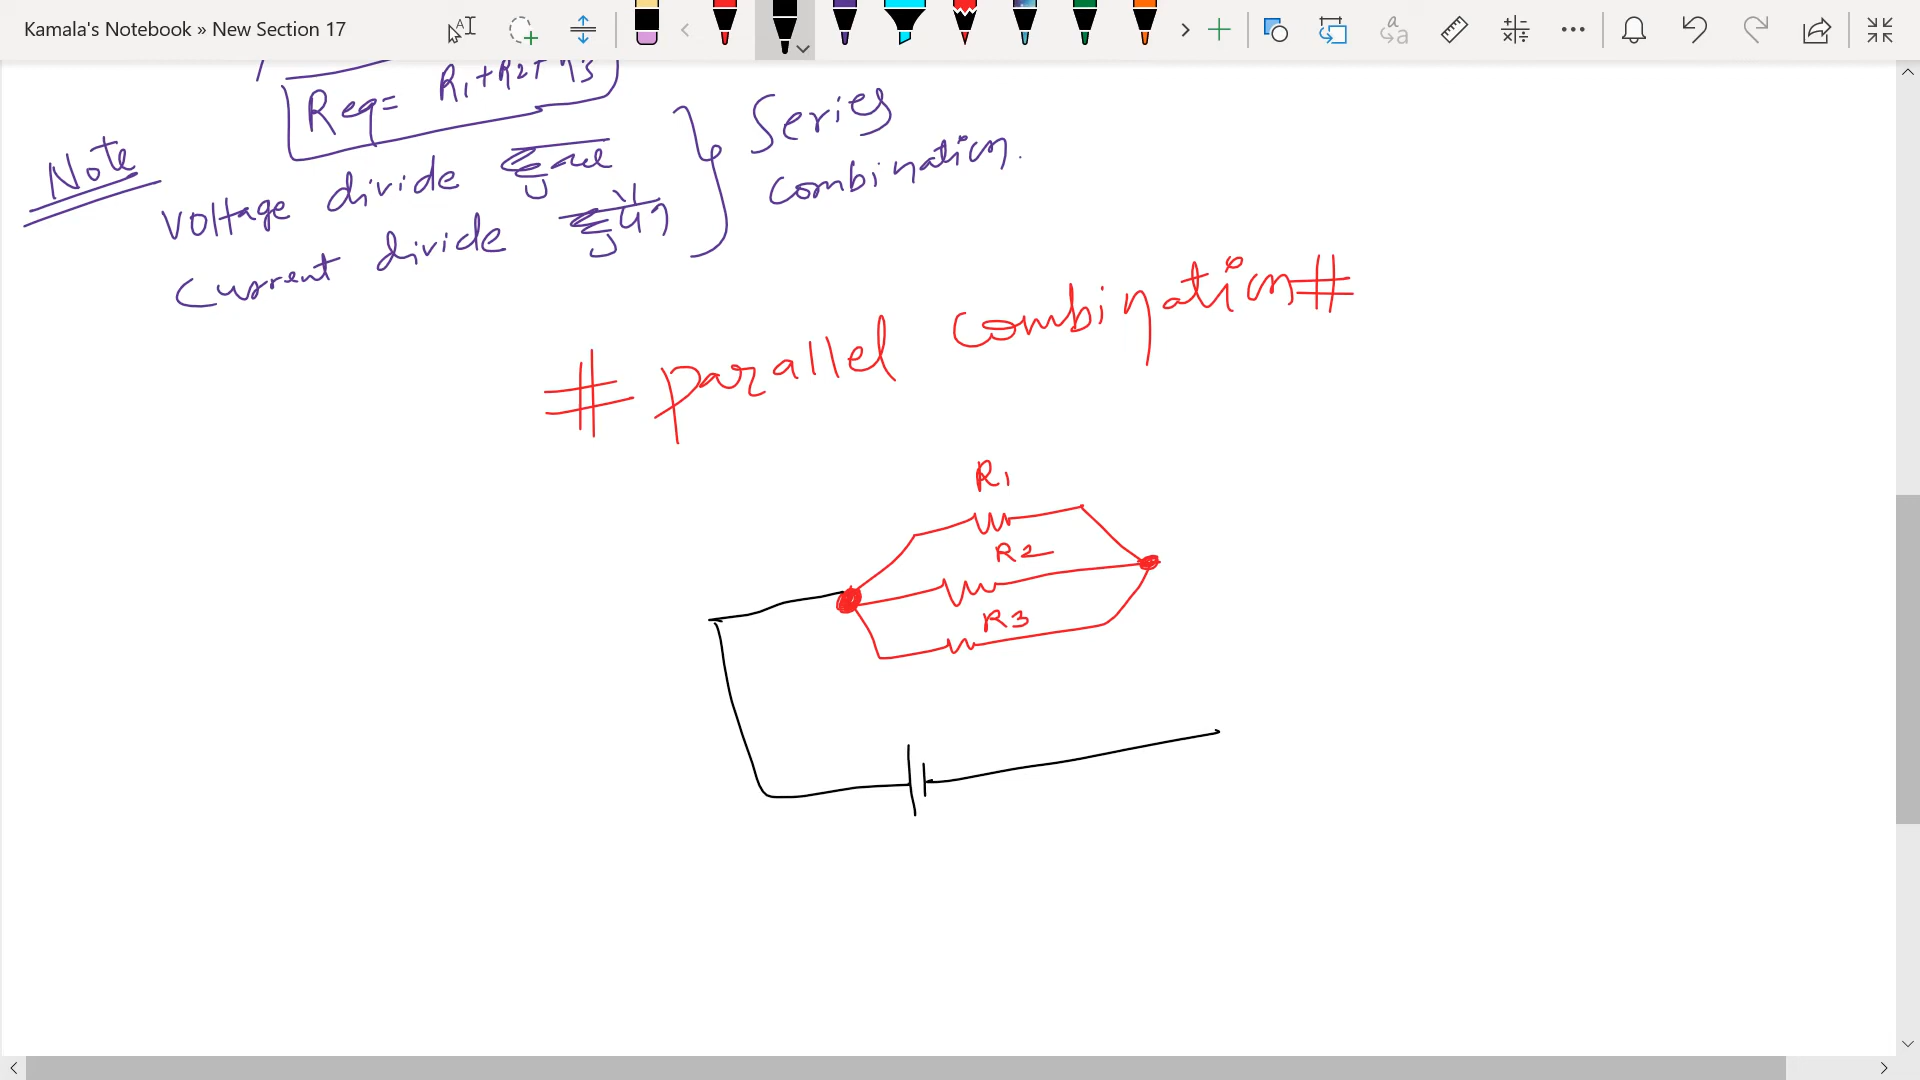 Kamala's Notebook » New Section 17
Req= R1+R2+r3
Note
Voltage divide
Current divide
Series
combination.
# parallel combination #
R1
R2
R3